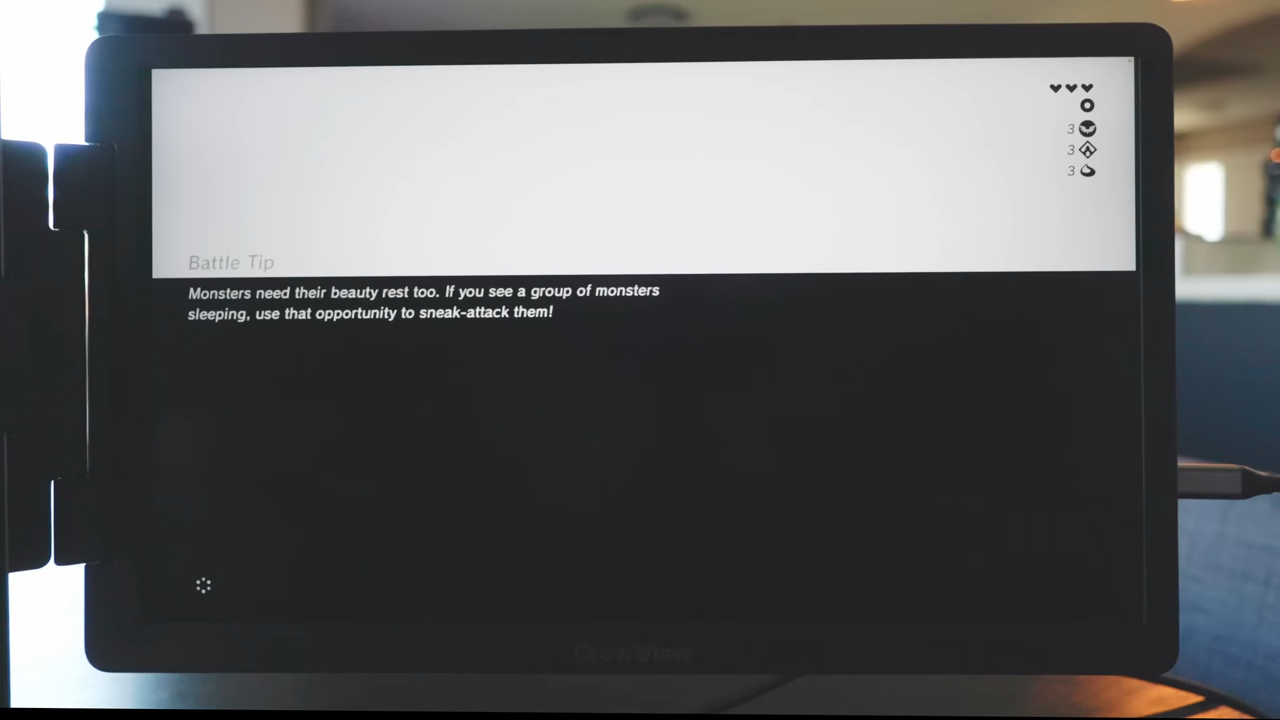 3
3
3
Battle Tip
Monsters need their beauty rest too. If you see a group of monsters
sleeping, use that opportunity to sneak-attack them!
CrowView